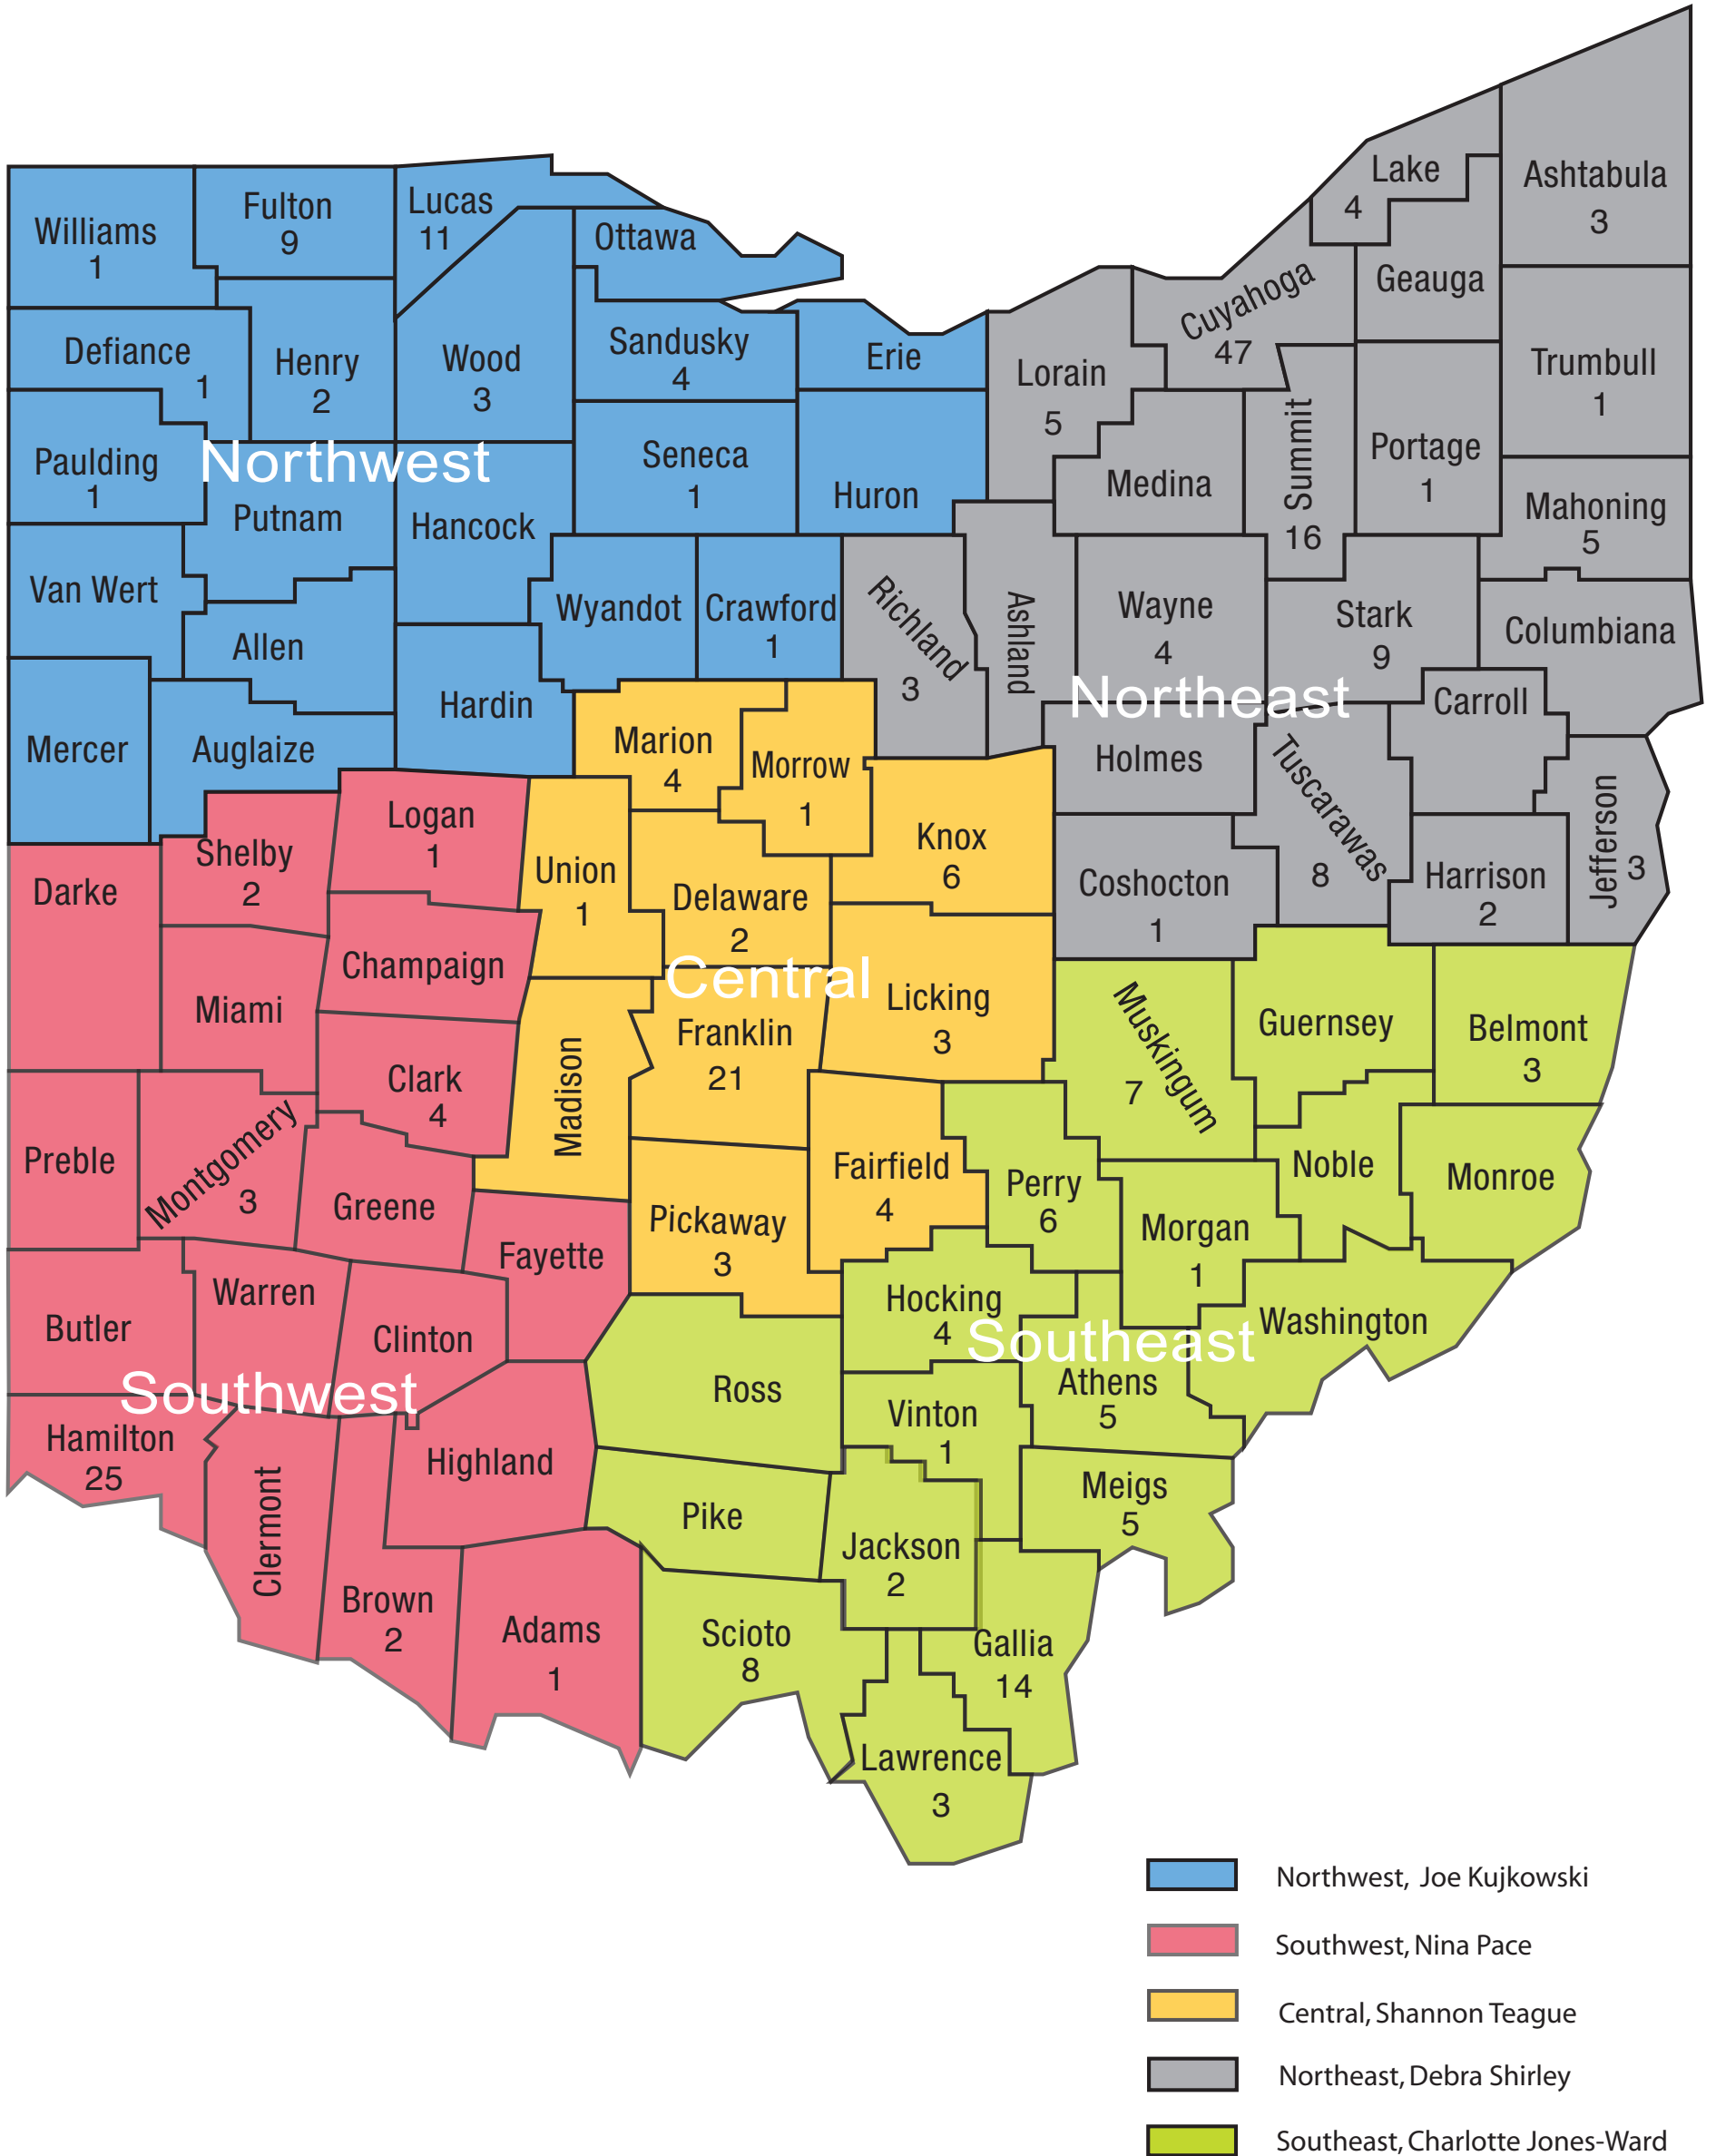 Lake
4
Ashtabula
3
Williams
1
Fulton
9
Lucas
11
Ottawa
Geauga
Cuyahoga
47
Defiance
1
Henry
2
Wood
3
Sandusky
4
Erie
Lorain
5
Trumbull
1
Paulding
1
Northwest
Putnam
Hancock
Seneca
1
Huron
Medina
Summit
16
Portage
1
Mahoning
5
Van Wert
Allen
Wyandot
Crawford
1
Richland
3
Ashland
Wayne
4
Stark
9
Columbiana
Northeast
Carroll
Mercer
Auglaize
Hardin
Marion
4
Morrow
1
Holmes
Tuscarawas
8
Jefferson
3
Shelby
2
Logan
1
Union
1
Knox
6
Darke
Delaware
2
Coshocton
1
Harrison
2
Champaign
Central
Miami
Licking
3
Franklin
21
Muskingum
7
Guernsey
Belmont
3
Clark
4
Madison
Preble
Montgomery
3
Greene
Fairfield
4
Perry
6
Noble
Monroe
Pickaway
3
Morgan
1
Fayette
Warren
Butler
Clinton
Hocking
4
Southeast
Washington
Southwest
Ross
Athens
5
Vinton
1
Hamilton
25
Highland
Meigs
5
Clermont
Pike
Jackson
2
Brown
2
Adams
1
Scioto
8
Gallia
14
Lawrence
3
Northwest, Joe Kujkowski
Southwest, Nina Pace
Central, Shannon Teague
Northeast, Debra Shirley
Southeast, Charlotte Jones-Ward